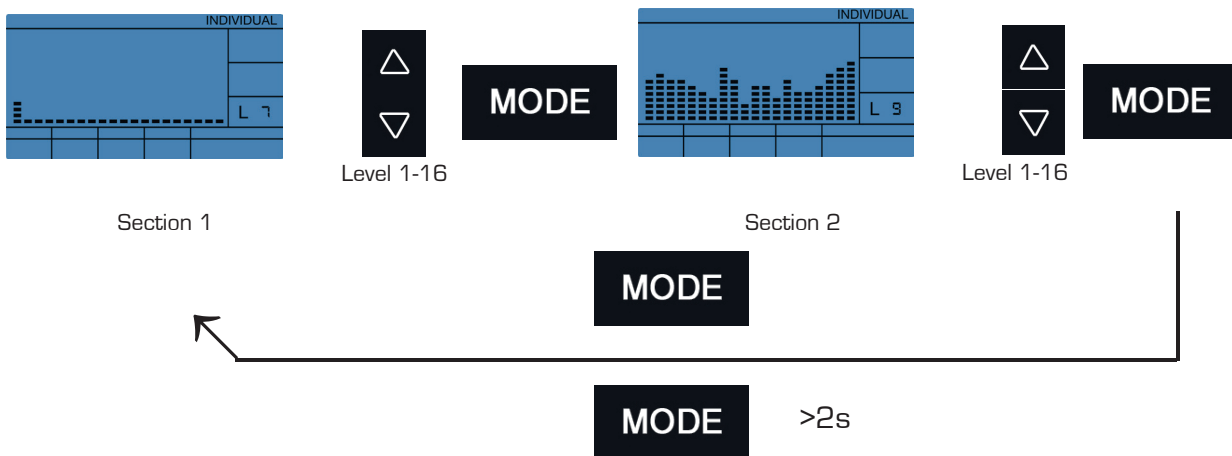 INDIVIDUAL
L 7
Level 1-16
MODE
Section 1
INDIVIDUAL
L 9
Level 1-16
MODE
Section 2
MODE
MODE
>2s